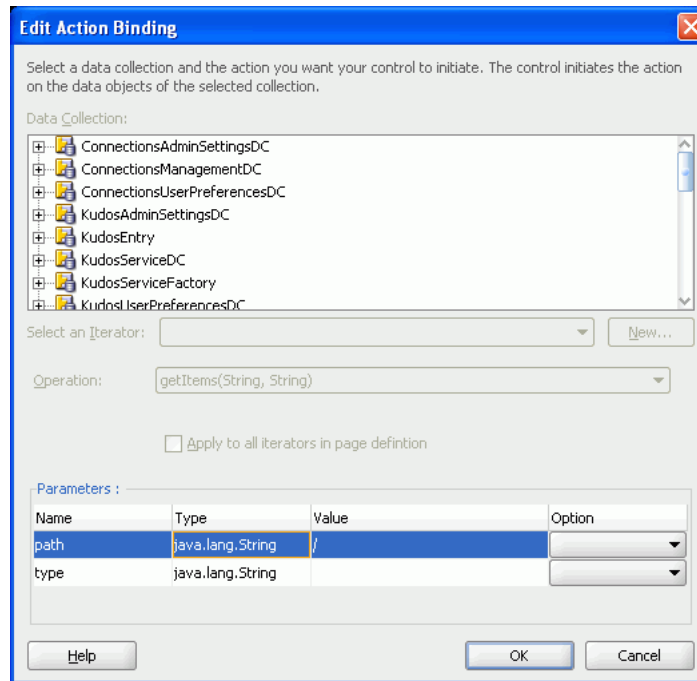 Edit Action Binding
Select a data collection and the action you want your control to initiate. The control initiates the action
on the data objects of the selected collection.
Data Collection:
ConnectionsAdminSettingsDC
ConnectionsManagementDC
ConnectionsUserPreferencesDC
KudosAdminSettingsDC
KudosEntry
KudosServiceDC
KudosServiceFactory
KudosUserPreferencesDC
Select an Iterator:
New...
Operation: getItems(String, String)
Apply to all iterators in page defintion
Parameters :
Name Type Value Option
path java.lang.String /
type java.lang.String
Help OK Cancel